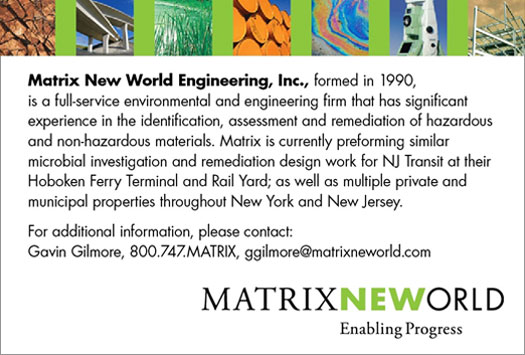 Matrix New World Engineering, Inc., formed in 1990,
is a full-service environmental and engineering firm that has significant
experience in the identification, assessment and remediation of hazardous
and non-hazardous materials. Matrix is currently preforming similar
microbial investigation and remediation design work for NJ Transit at their
Hoboken Ferry Terminal and Rail Yard; as well as multiple private and
municipal properties throughout New York and New Jersey.
For additional information, please contact:
Gavin Gilmore, 800.747.MATRIX, ggilmore@matrixneworld.com
MATRIXNEWORLD
Enabling Progress